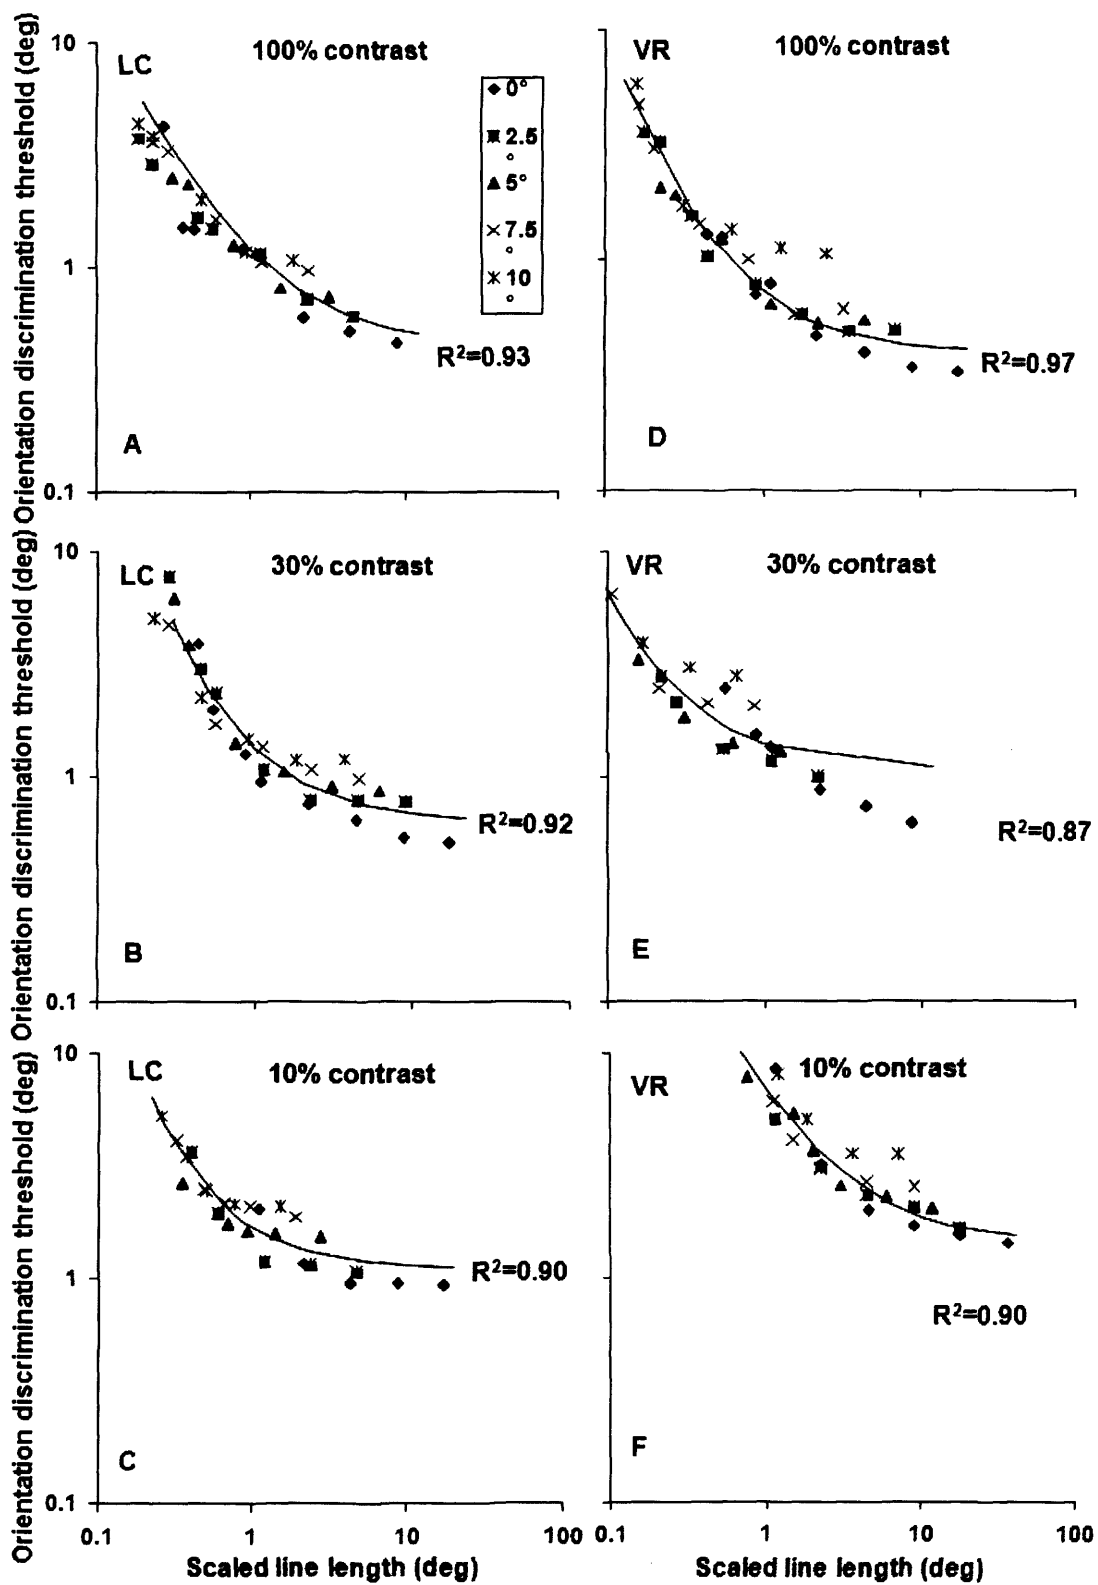 Orientation discrimination threshold (deg)
10
1
0.1
LC
100% contrast
0°
2.5
°
5°
7.5
°
10
°
R²=0.93
A
VR
100% contrast
R²=0.97
D
Orientation discrimination threshold (deg)
10
1
0.1
LC
30% contrast
R²=0.92
B
VR
30% contrast
R²=0.87
E
Orientation discrimination threshold (deg)
10
1
0.1
LC
10% contrast
R²=0.90
C
VR
10% contrast
R²=0.90
F
0.1 1 10 100
Scaled line length (deg)
0.1 1 10 100
Scaled line length (deg)